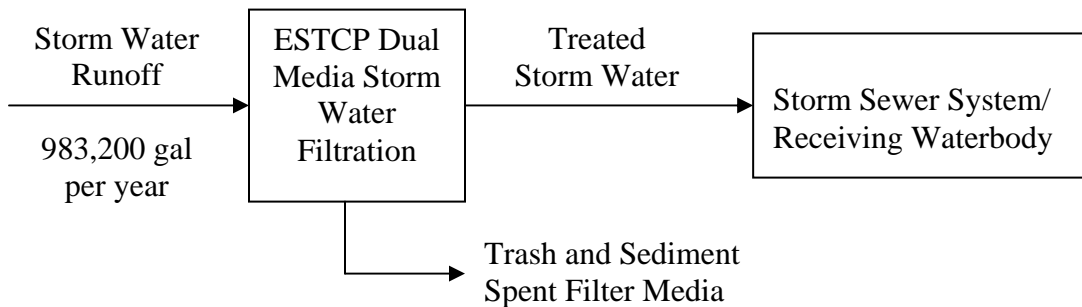 Storm Water
Runoff
983,200 gal
per year
ESTCP Dual
Media Storm
Water
Filtration
Treated
Storm Water
Storm Sewer System/
Receiving Waterbody
Trash and Sediment
Spent Filter Media